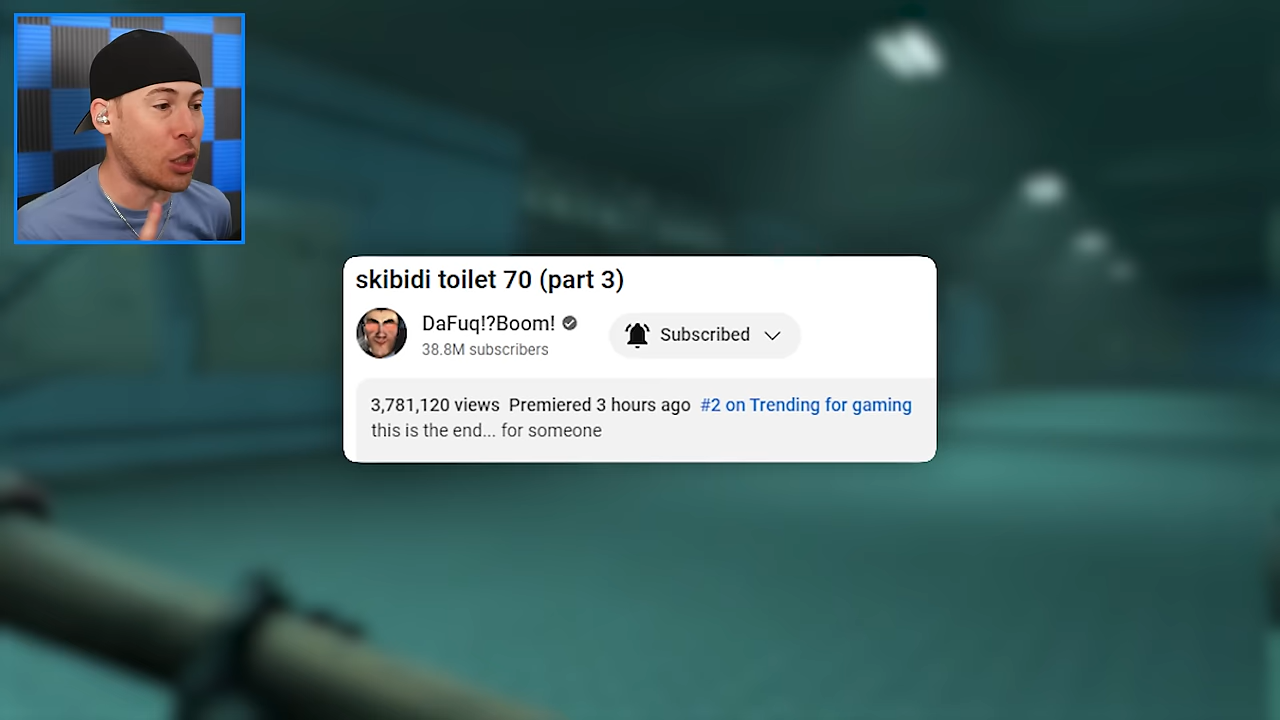 skibidi toilet 70 (part 3)
DaFuq!?Boom!
38.8M subscribers
Subscribed
3,781,120 views Premiered 3 hours ago #2 on Trending for gaming
this is the end... for someone